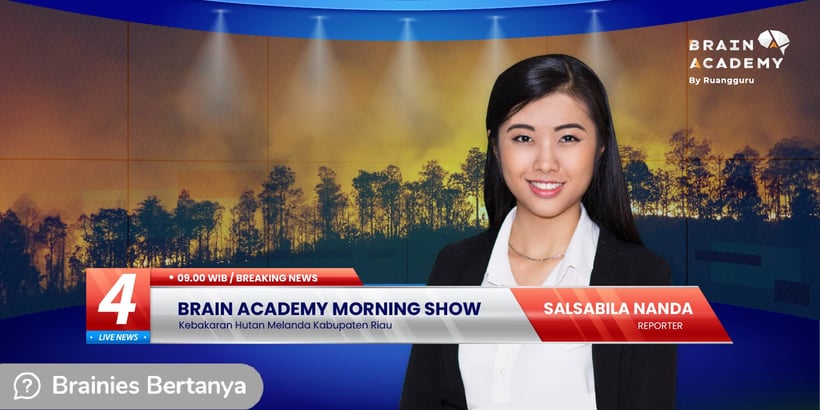 BRAIN
ACADEMY
By Ruangguru
4
LIVE NEWS
• 09.00 WIB / BREAKING NEWS
BRAIN ACADEMY MORNING SHOW
Kebakaran Hutan Melanda Kabupaten Riau
SALSABILA NANDA
REPORTER
Brainies Bertanya